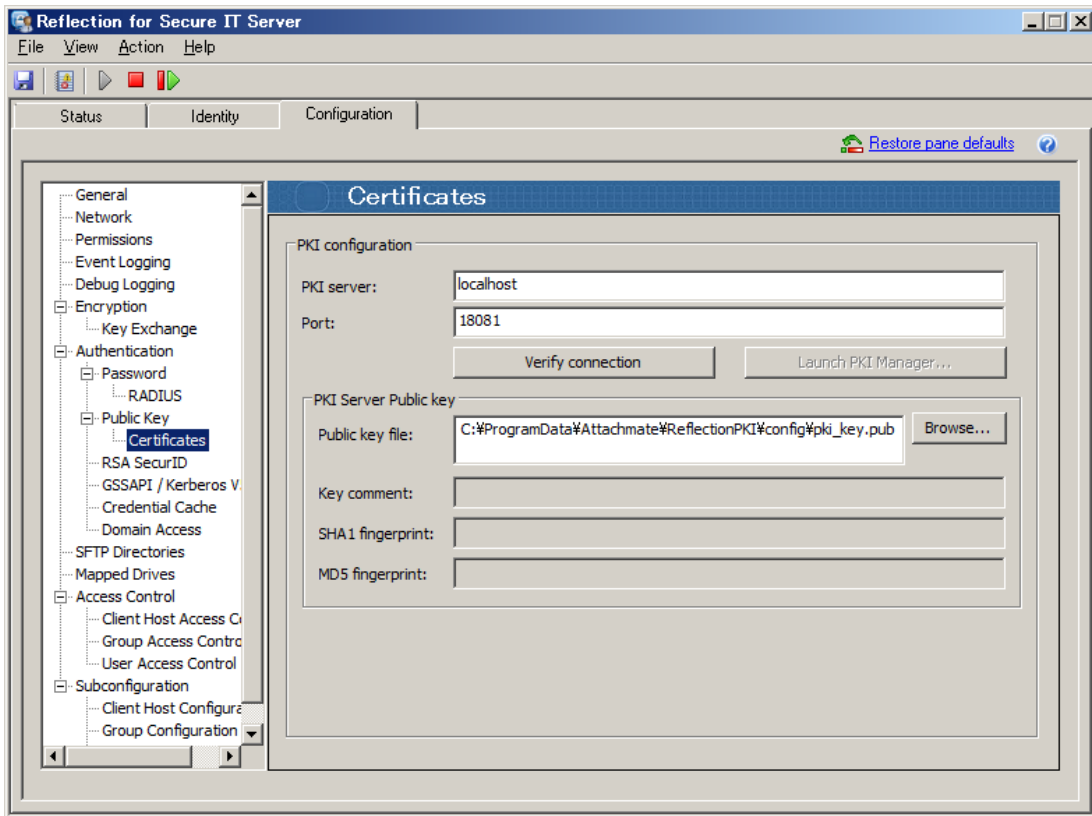 Reflection for Secure IT Server
File View Action Help
Status Identity Configuration
Restore pane defaults
General
Network
Permissions
Event Logging
Debug Logging
Encryption
Key Exchange
Authentication
Password
RADIUS
Public Key
Certificates
RSA SecurID
GSSAPI / Kerberos V
Credential Cache
Domain Access
SFTP Directories
Mapped Drives
Access Control
Client Host Access C
Group Access Contro
User Access Control
Subconfiguration
Client Host Configura
Group Configuration
Certificates
PKI configuration
PKI server: localhost
Port: 18081
Verify connection Launch PKI Manager...
PKI Server Public key
Public key file: C:¥ProgramData¥Attachmate¥ReflectionPKI¥config¥pki_key.pub Browse...
Key comment:
SHA1 fingerprint:
MD5 fingerprint: